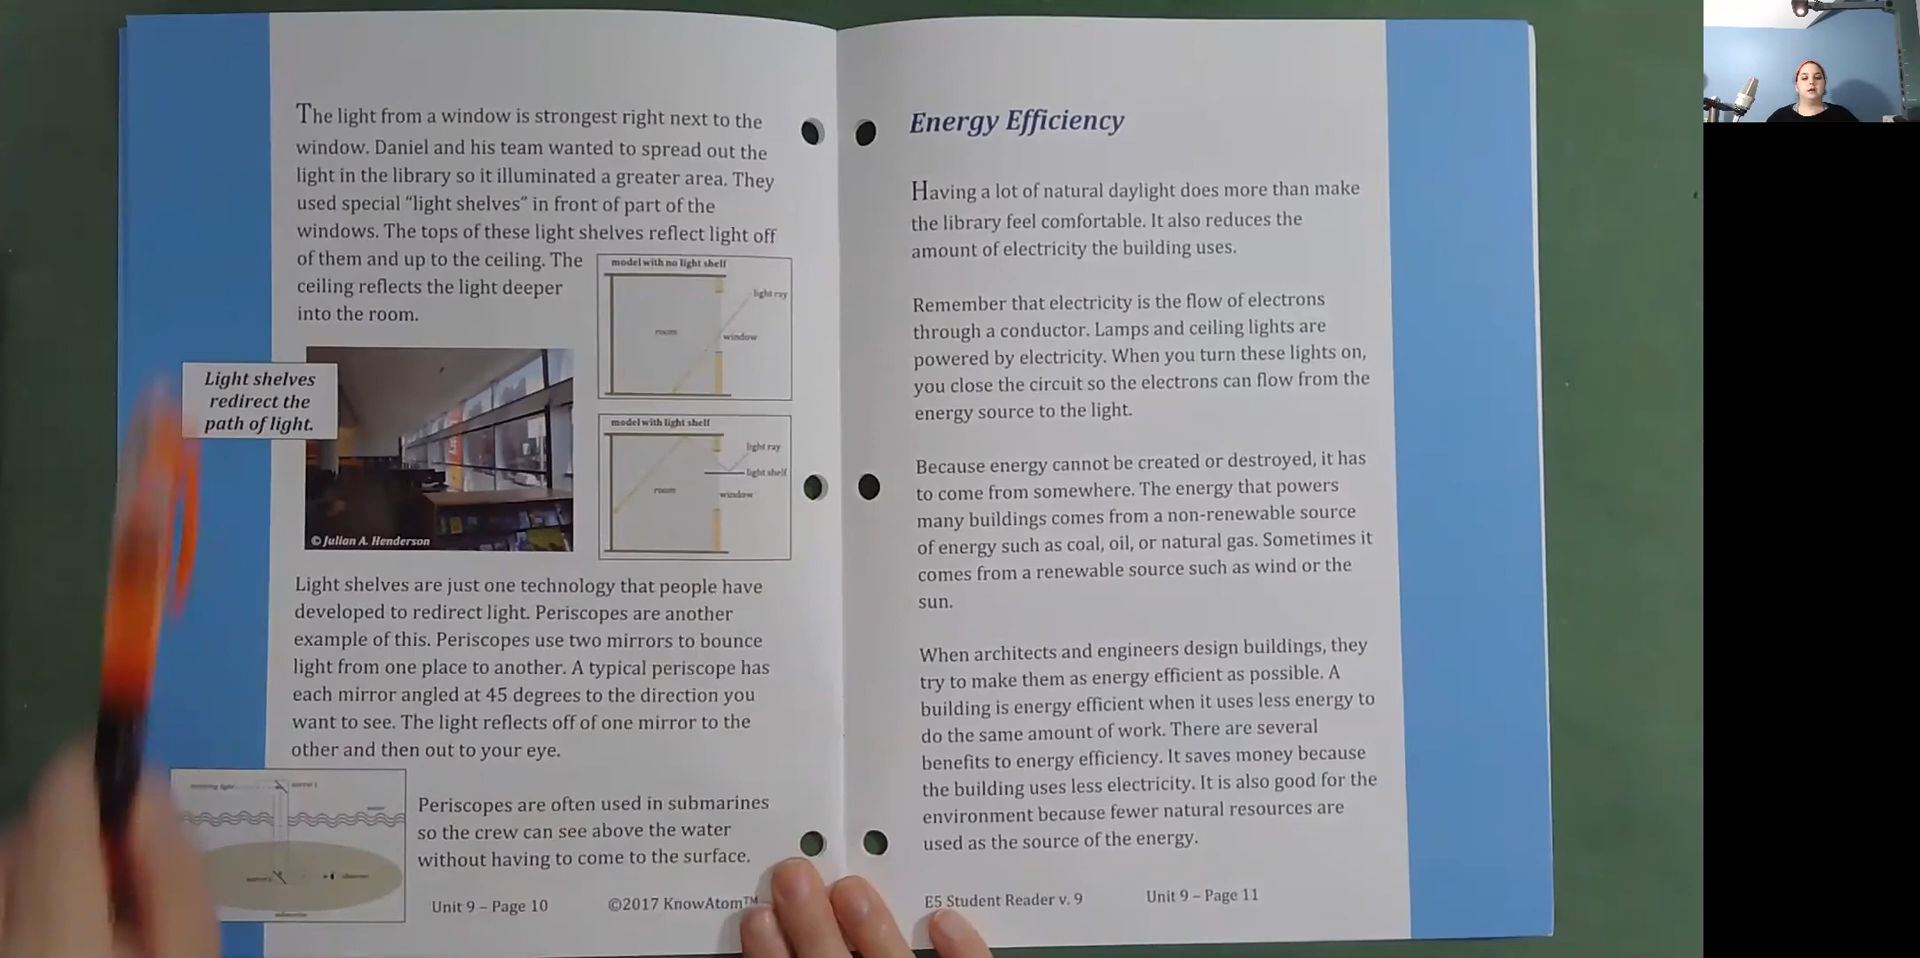 The light from a window is strongest right next to the
window. Daniel and his team wanted to spread out the
light in the library so it illuminated a greater area. They
used special “light shelves” in front of part of the
windows. The tops of these light shelves reflect light off
of them and up to the ceiling. The
ceiling reflects the light deeper
into the room.
model with no light shelf
light ray
room
window
Light shelves
redirect the
path of light.
© Julian A. Henderson
model with light shelf
light ray
light shelf
room
window
Light shelves are just one technology that people have
developed to redirect light. Periscopes are another
example of this. Periscopes use two mirrors to bounce
light from one place to another. A typical periscope has
each mirror angled at 45 degrees to the direction you
want to see. The light reflects off of one mirror to the
other and then out to your eye.
water
Periscopes are often used in submarines
so the crew can see above the water
without having to come to the surface.
Unit 9 – Page 10
©2017 KnowAtom™
Energy Efficiency
Having a lot of natural daylight does more than make
the library feel comfortable. It also reduces the
amount of electricity the building uses.
Remember that electricity is the flow of electrons
through a conductor. Lamps and ceiling lights are
powered by electricity. When you turn these lights on,
you close the circuit so the electrons can flow from the
energy source to the light.
Because energy cannot be created or destroyed, it has
to come from somewhere. The energy that powers
many buildings comes from a non-renewable source
of energy such as coal, oil, or natural gas. Sometimes it
comes from a renewable source such as wind or the
sun.
When architects and engineers design buildings, they
try to make them as energy efficient as possible. A
building is energy efficient when it uses less energy to
do the same amount of work. There are several
benefits to energy efficiency. It saves money because
the building uses less electricity. It is also good for the
environment because fewer natural resources are
used as the source of the energy.
E5 Student Reader v. 9
Unit 9 – Page 11